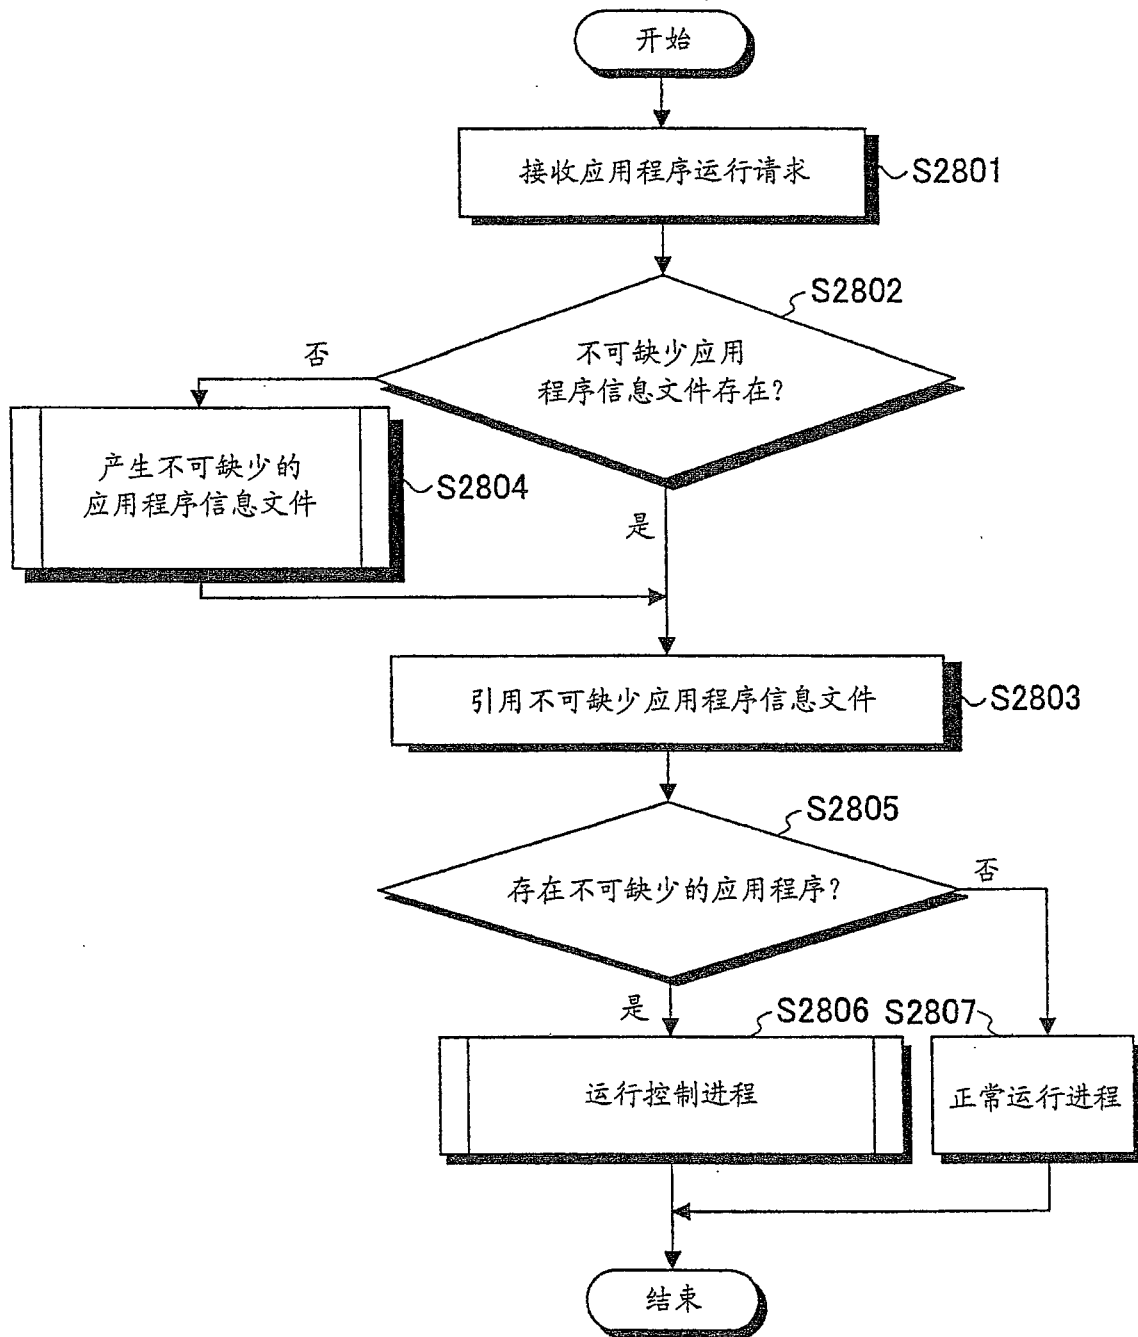 开始
接收应用程序运行请求
S2801
S2802
不可缺少应用
程序信息文件存在?
否
产生不可缺少的
应用程序信息文件
S2804
是
引用不可缺少应用程序信息文件
S2803
S2805
存在不可缺少的应用程序?
否
是
S2806
S2807
运行控制进程
正常运行进程
结束